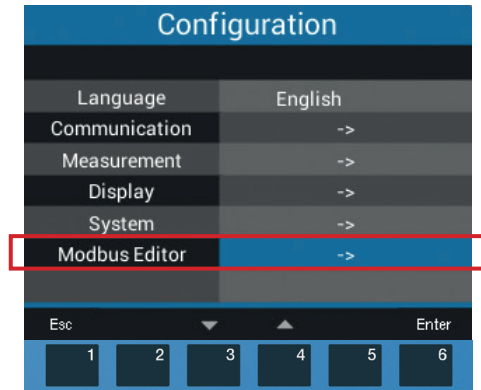 Configuration
Language English
Communication ->
Measurement ->
Display ->
System ->
Modbus Editor ->
Esc Enter
1 2 3 4 5 6